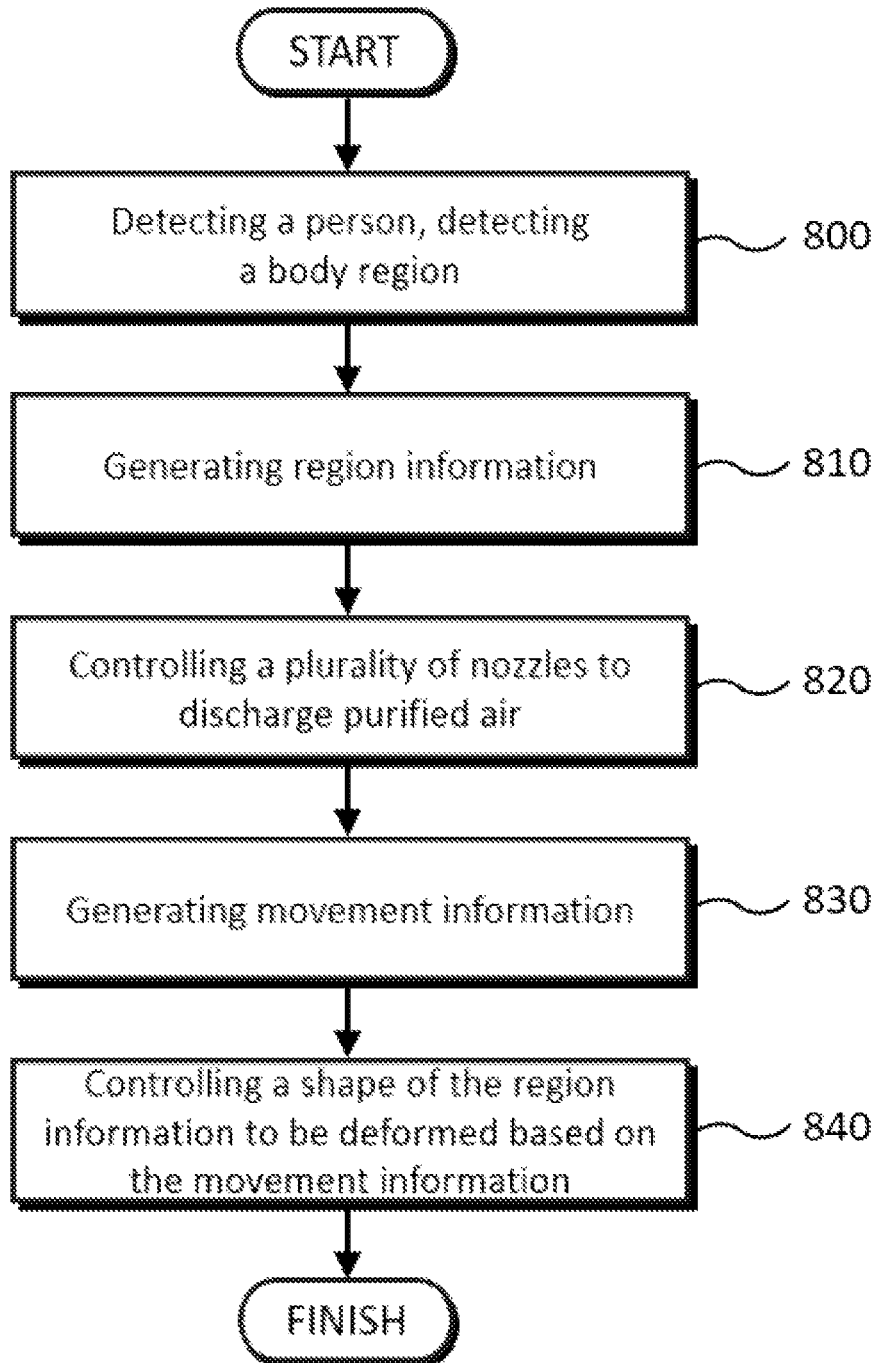 START
Detecting a person, detecting
a body region
800
Generating region information
810
Controlling a plurality of nozzles to
discharge purified air
820
Generating movement information
830
Controlling a shape of the region
information to be deformed based on
the movement information
840
FINISH